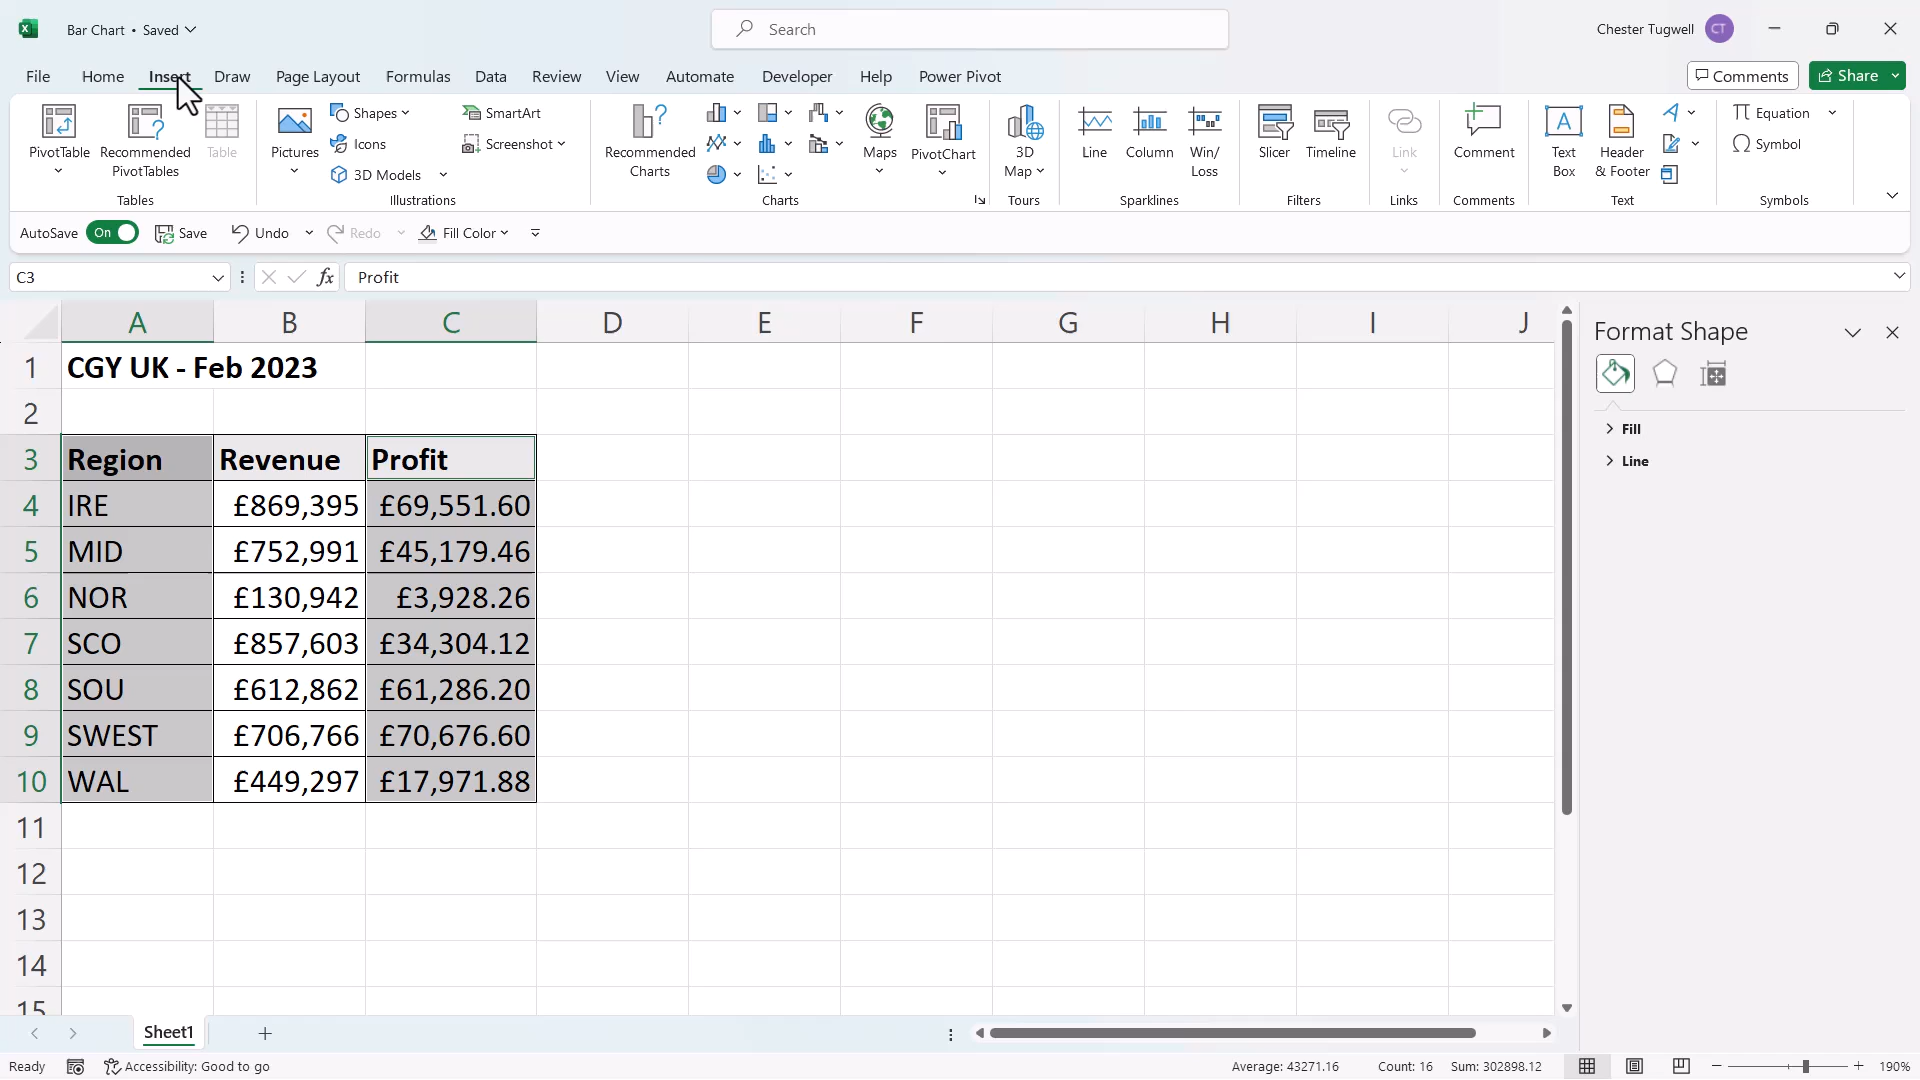 Bar Chart • Saved
Search
Chester Tugwell CT
File Home Insert Draw Page Layout Formulas Data Review View Automate Developer Help Power Pivot
Comments Share
PivotTable
Recommended
PivotTables
Table
Tables
Pictures
Shapes
Icons
3D Models
SmartArt
Screenshot
Illustrations
Recommended
Charts
Maps
PivotChart
Charts
3D
Map
Tours
Line
Column
Win/
Loss
Sparklines
Slicer
Timeline
Filters
Link
Links
Comment
Comments
Text
Box
Header
& Footer
Text
Equation
Symbol
Symbols
AutoSave On Save Undo Redo Fill Color
C3 fx Profit
A B C D E F G H I J
1 CGY UK - Feb 2023
2
3 Region Revenue Profit
4 IRE £869,395 £69,551.60
5 MID £752,991 £45,179.46
6 NOR £130,942 £3,928.26
7 SCO £857,603 £34,304.12
8 SOU £612,862 £61,286.20
9 SWEST £706,766 £70,676.60
10 WAL £449,297 £17,971.88
11
12
13
14
15
Format Shape
Fill
Line
Sheet1
Ready Accessibility: Good to go Average: 43271.16 Count: 16 Sum: 302898.12 190%